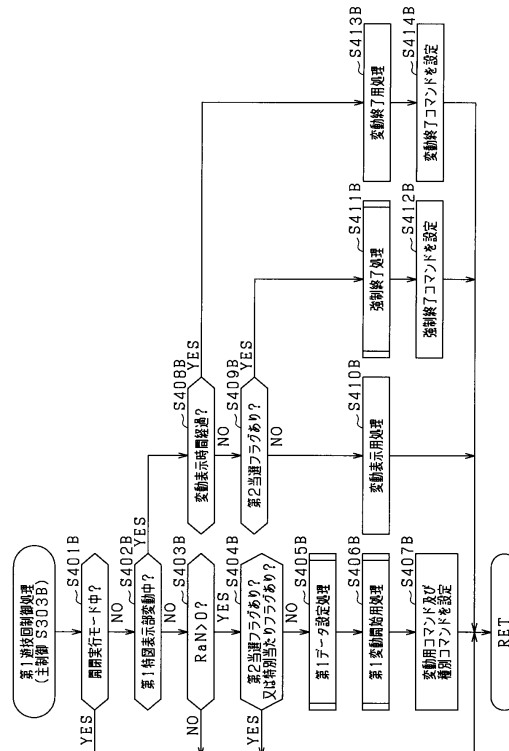 第1遊技回制御処理
(主制御 S303B)
S401B
開閉実行モード中?
YES
NO
S402B
第1特図表示部変動中?
YES
NO
S403B
RaN>0?
NO
YES
S404B
第2当選フラグあり?
又は特別当たりフラグあり?
YES
NO
S405B
第1データ設定処理
S406B
第1変動開始用処理
S407B
変動用コマンド及び
種別コマンドを設定
S408B
変動表示時間経過?
YES
NO
S409B
第2当選フラグあり?
YES
NO
S410B
変動表示用処理
S411B
強制終了処理
S412B
強制終了コマンドを設定
S413B
変動終了用処理
S414B
変動終了コマンドを設定
RET